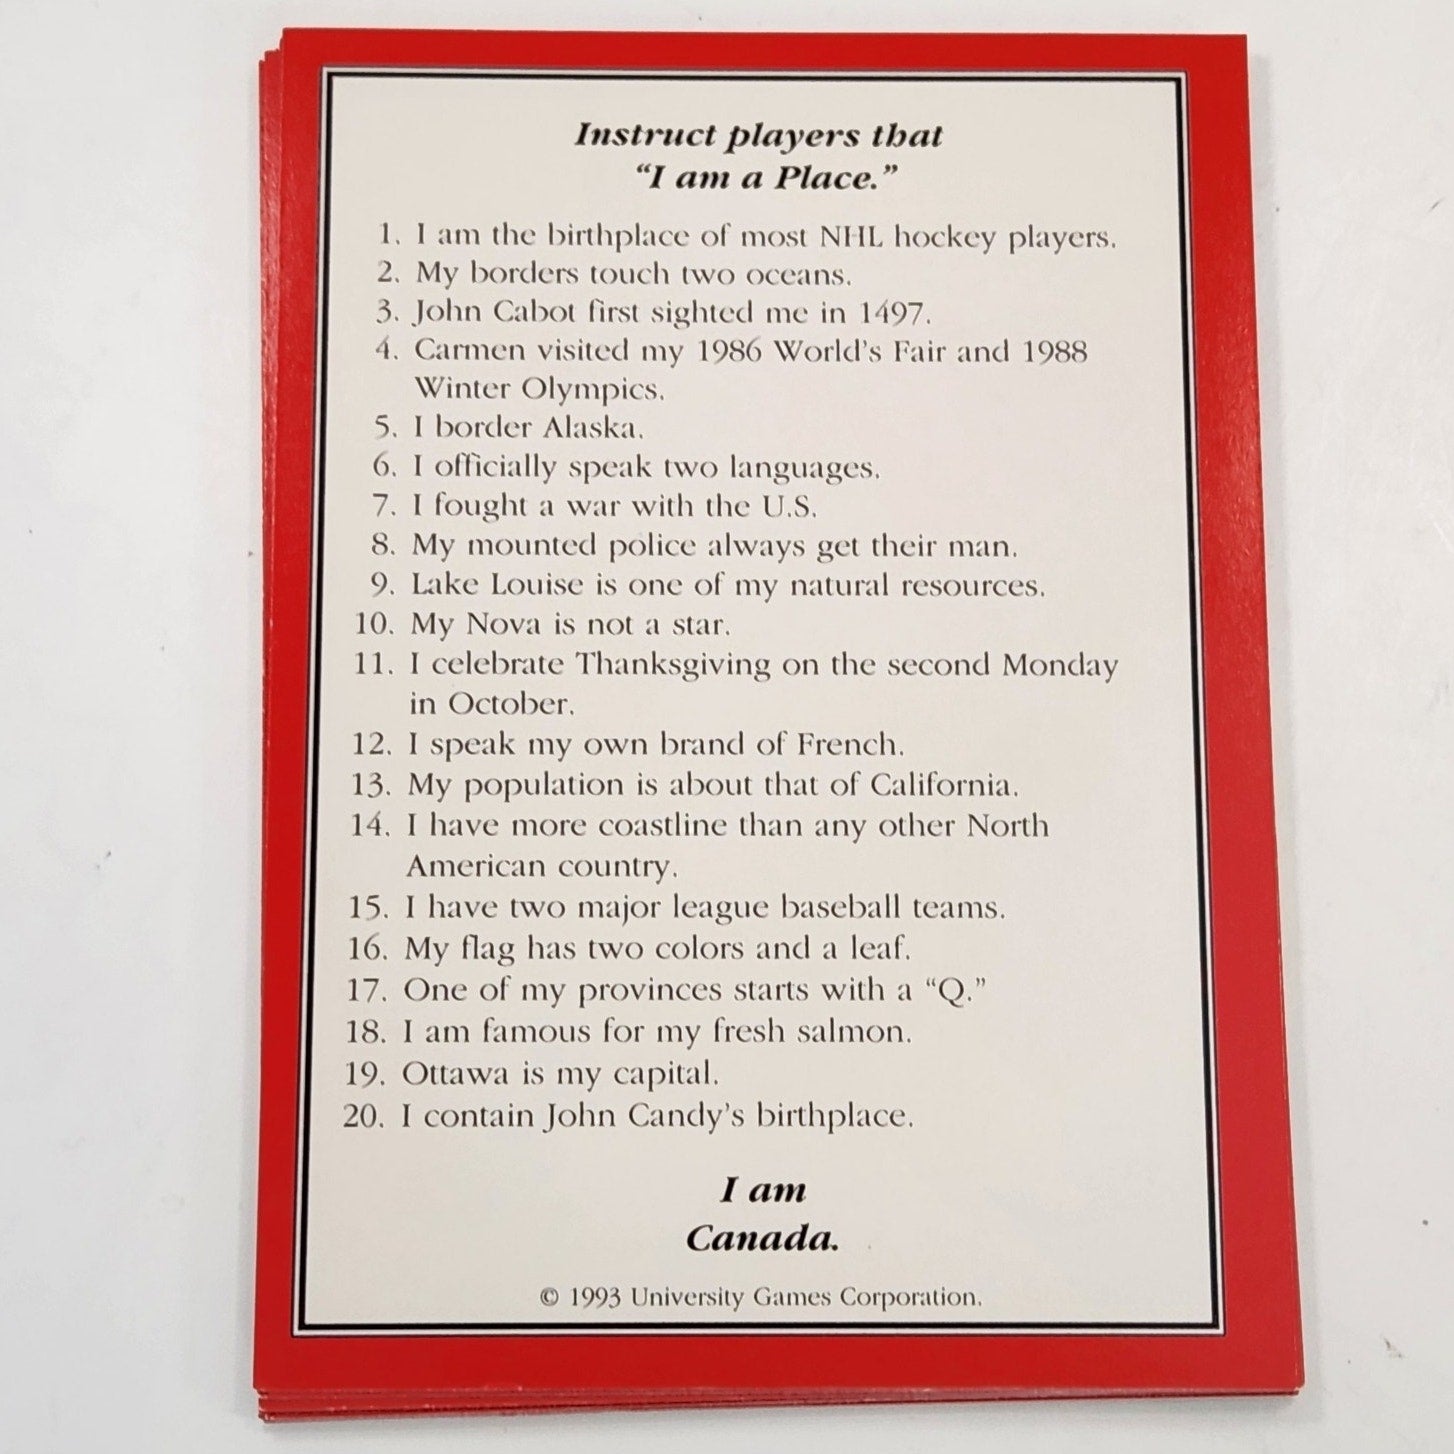 Instruct players that
“I am a Place.”
1. I am the birthplace of most NHL hockey players.
2. My borders touch two oceans.
3. John Cabot first sighted me in 1497.
4. Carmen visited my 1986 World’s Fair and 1988
Winter Olympics.
5. I border Alaska.
6. I officially speak two languages.
7. I fought a war with the U.S.
8. My mounted police always get their man.
9. Lake Louise is one of my natural resources.
10. My Nova is not a star.
11. I celebrate Thanksgiving on the second Monday
in October.
12. I speak my own brand of French.
13. My population is about that of California.
14. I have more coastline than any other North
American country.
15. I have two major league baseball teams.
16. My flag has two colors and a leaf.
17. One of my provinces starts with a “Q.”
18. I am famous for my fresh salmon.
19. Ottawa is my capital.
20. I contain John Candy’s birthplace.
I am
Canada.
© 1993 University Games Corporation.